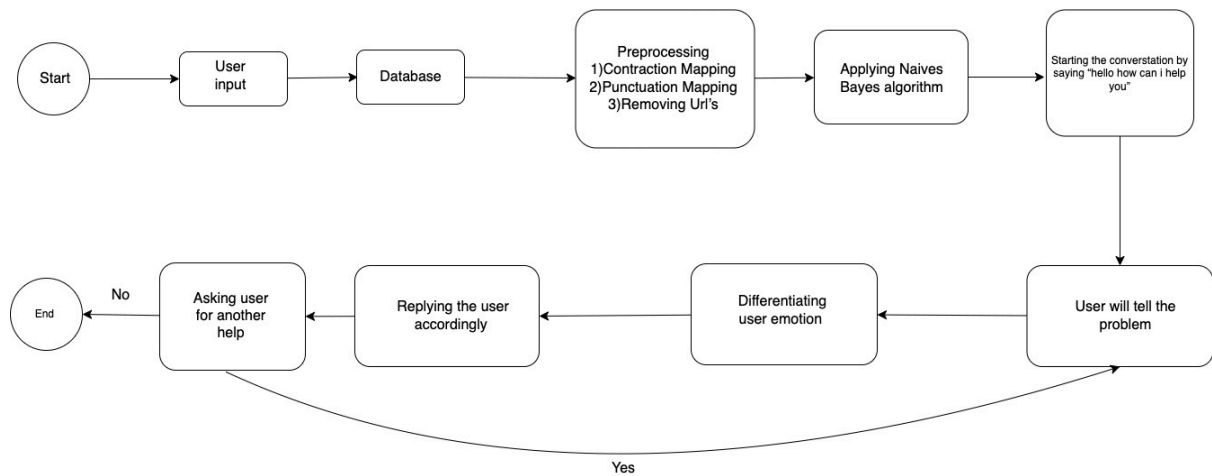 Start
User
input
Database
Preprocessing
1)Contraction Mapping
2)Punctuation Mapping
3)Removing Url's
Applying Naives
Bayes algorithm
Starting the converstation by
saying “hello how can i help
you”
User will tell the
problem
Differentiating
user emotion
Replying the user
accordingly
Asking user
for another
help
No
End
Yes